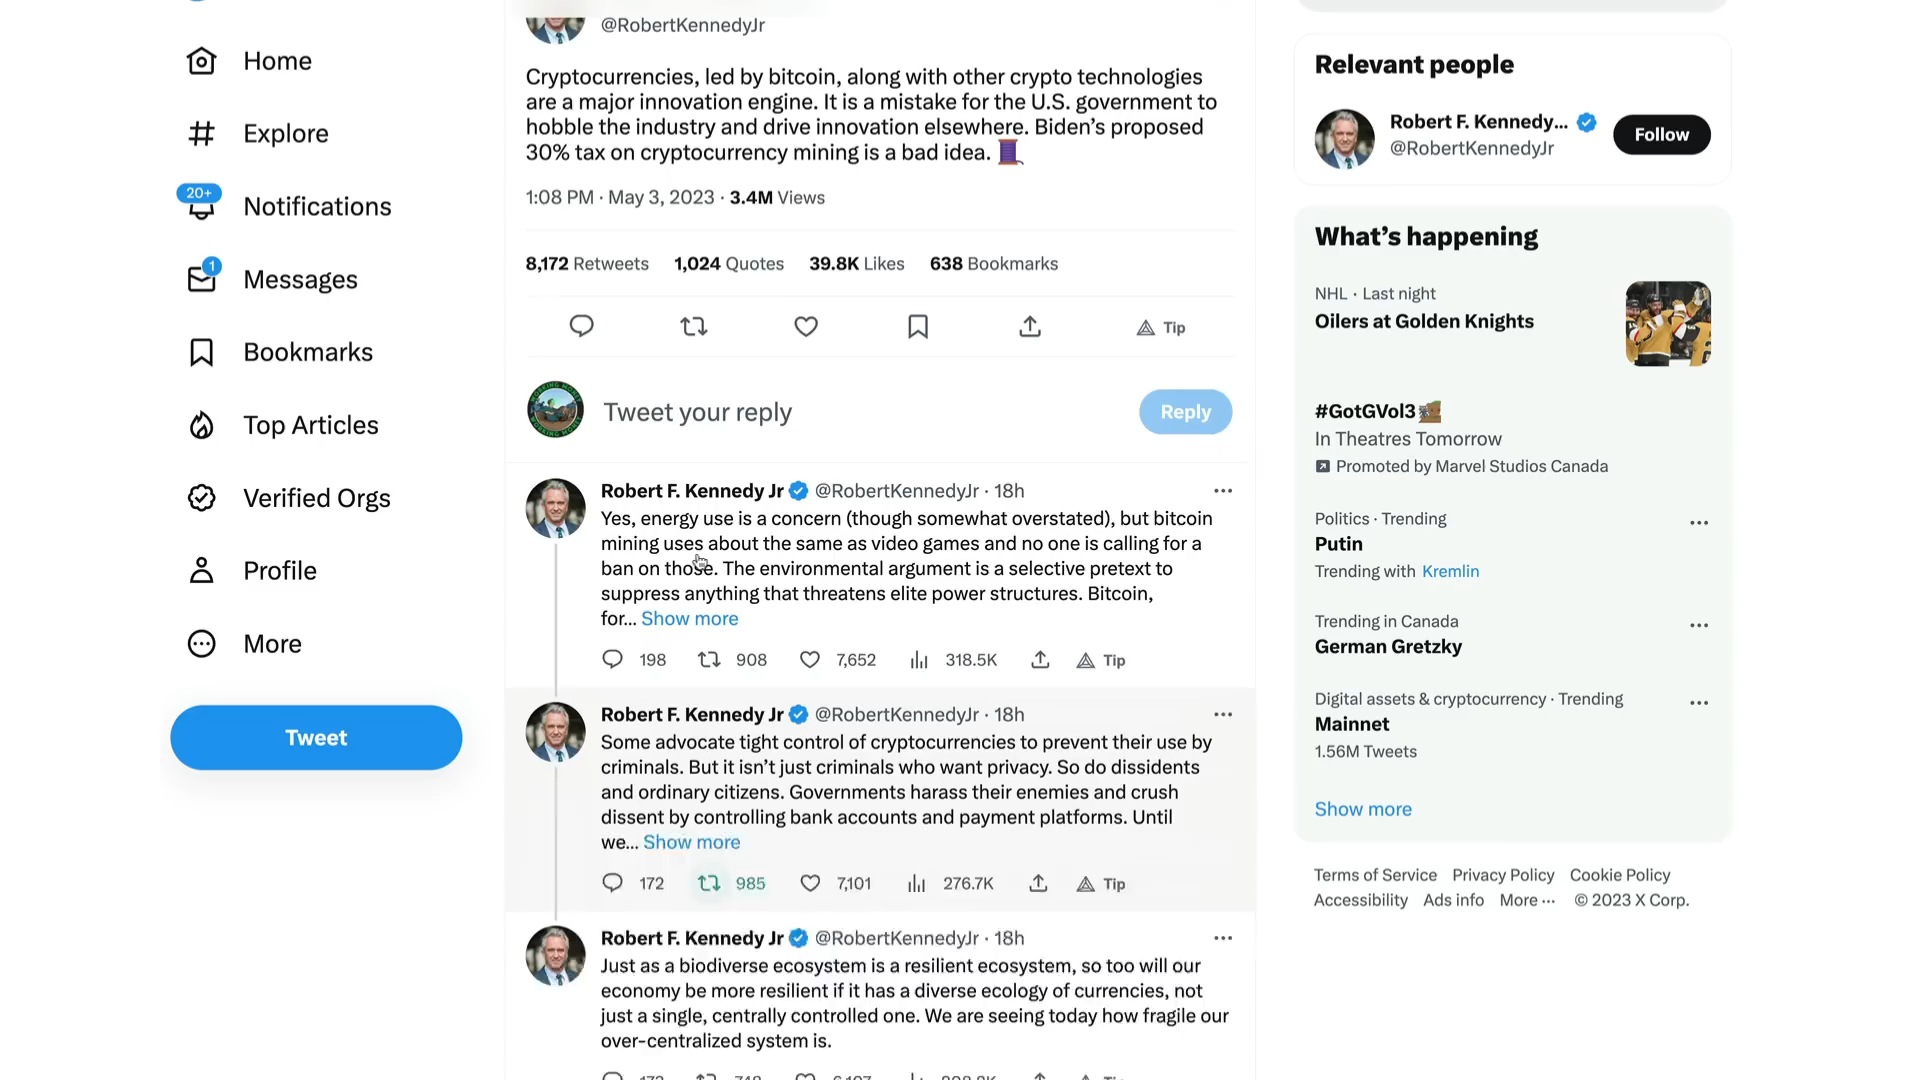 Home
Explore
20+
Notifications
1
Messages
Bookmarks
Top Articles
Verified Orgs
Profile
More
Tweet
@RobertKennedyJr
Cryptocurrencies, led by bitcoin, along with other crypto technologies
are a major innovation engine. It is a mistake for the U.S. government to
hobble the industry and drive innovation elsewhere. Biden’s proposed
30% tax on cryptocurrency mining is a bad idea.
1:08 PM · May 3, 2023 · 3.4M Views
8,172 Retweets 1,024 Quotes 39.8K Likes 638 Bookmarks
Tip
Tweet your reply
Reply
Robert F. Kennedy Jr @RobertKennedyJr · 18h
Yes, energy use is a concern (though somewhat overstated), but bitcoin
mining uses about the same as video games and no one is calling for a
ban on those. The environmental argument is a selective pretext to
suppress anything that threatens elite power structures. Bitcoin,
for... Show more
198 908 7,652 318.5K Tip
Robert F. Kennedy Jr @RobertKennedyJr · 18h
Some advocate tight control of cryptocurrencies to prevent their use by
criminals. But it isn’t just criminals who want privacy. So do dissidents
and ordinary citizens. Governments harass their enemies and crush
dissent by controlling bank accounts and payment platforms. Until
we... Show more
172 985 7,101 276.7K Tip
Robert F. Kennedy Jr @RobertKennedyJr · 18h
Just as a biodiverse ecosystem is a resilient ecosystem, so too will our
economy be more resilient if it has a diverse ecology of currencies, not
just a single, centrally controlled one. We are seeing today how fragile our
over-centralized system is.
Relevant people
Robert F. Kennedy...
@RobertKennedyJr
Follow
What’s happening
NHL · Last night
Oilers at Golden Knights
#GotGVol3
In Theatres Tomorrow
Promoted by Marvel Studios Canada
Politics · Trending
Putin
Trending with Kremlin
Trending in Canada
German Gretzky
Digital assets & cryptocurrency · Trending
Mainnet
1.56M Tweets
Show more
Terms of Service Privacy Policy Cookie Policy
Accessibility Ads info More ··· © 2023 X Corp.